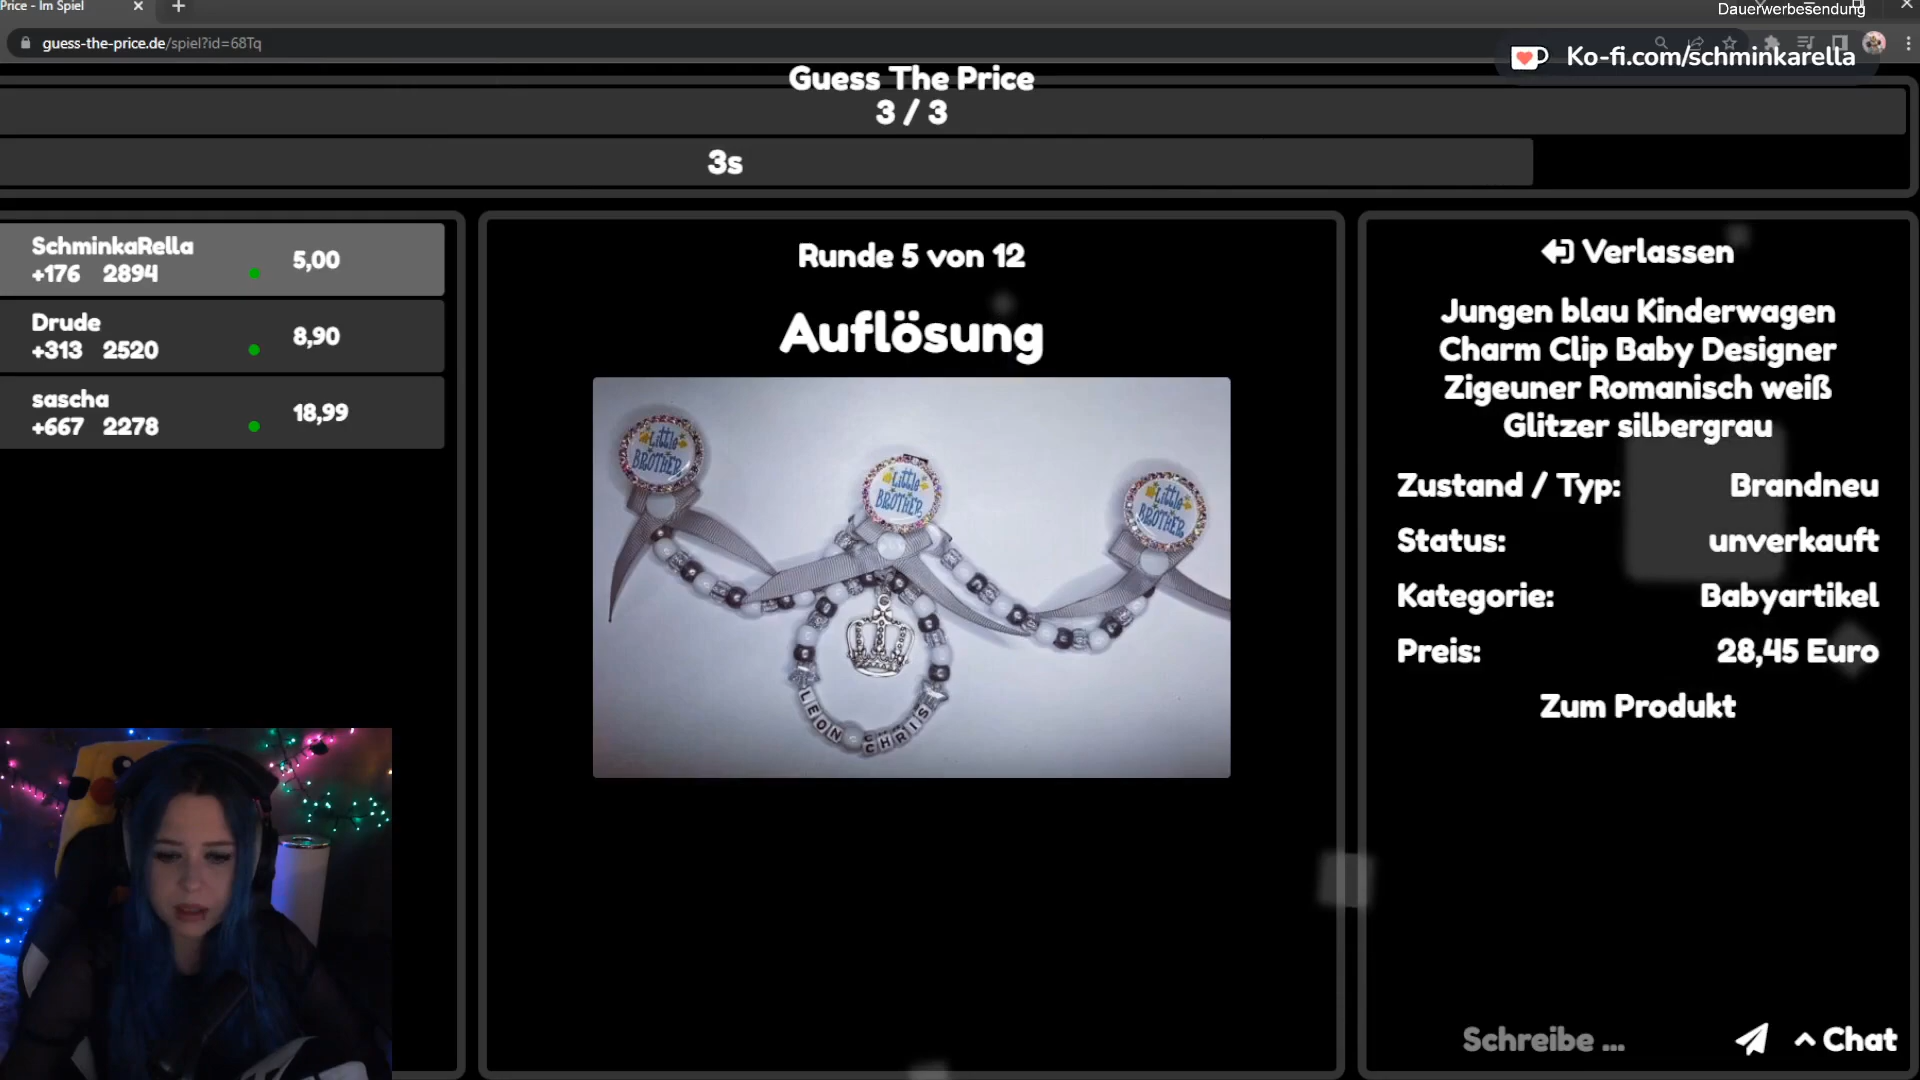 Price - Im Spiel
Dauerwerbesendung
guess-the-price.de/spiel?id=68Tq
Ko-fi.com/schminkarella
Guess The Price
3 / 3
3s
SchminkaRella
+176 2894
5,00
Drude
+313 2520
8,90
sascha
+667 2278
18,99
Runde 5 von 12
Auflösung
Little
BROTHER
Little
BROTHER
Little
BROTHER
LEON CHRIS
Verlassen
Jungen blau Kinderwagen
Charm Clip Baby Designer
Zigeuner Romanisch weiß
Glitzer silbergrau
Zustand / Typ: Brandneu
Status: unverkauft
Kategorie: Babyartikel
Preis: 28,45 Euro
Zum Produkt
Schreibe ...
Chat